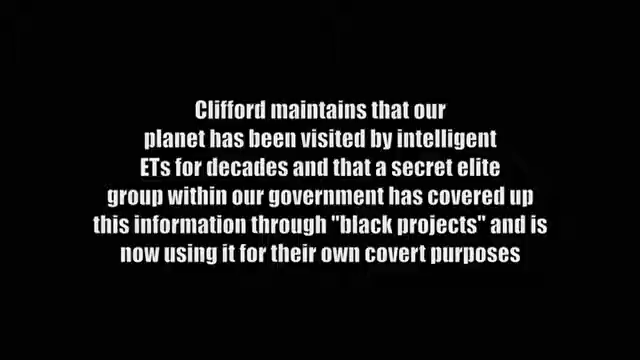 Clifford maintains that our
planet has been visited by intelligent
ETs for decades and that a secret elite
group within our government has covered up
this information through "black projects" and is
now using it for their own covert purposes